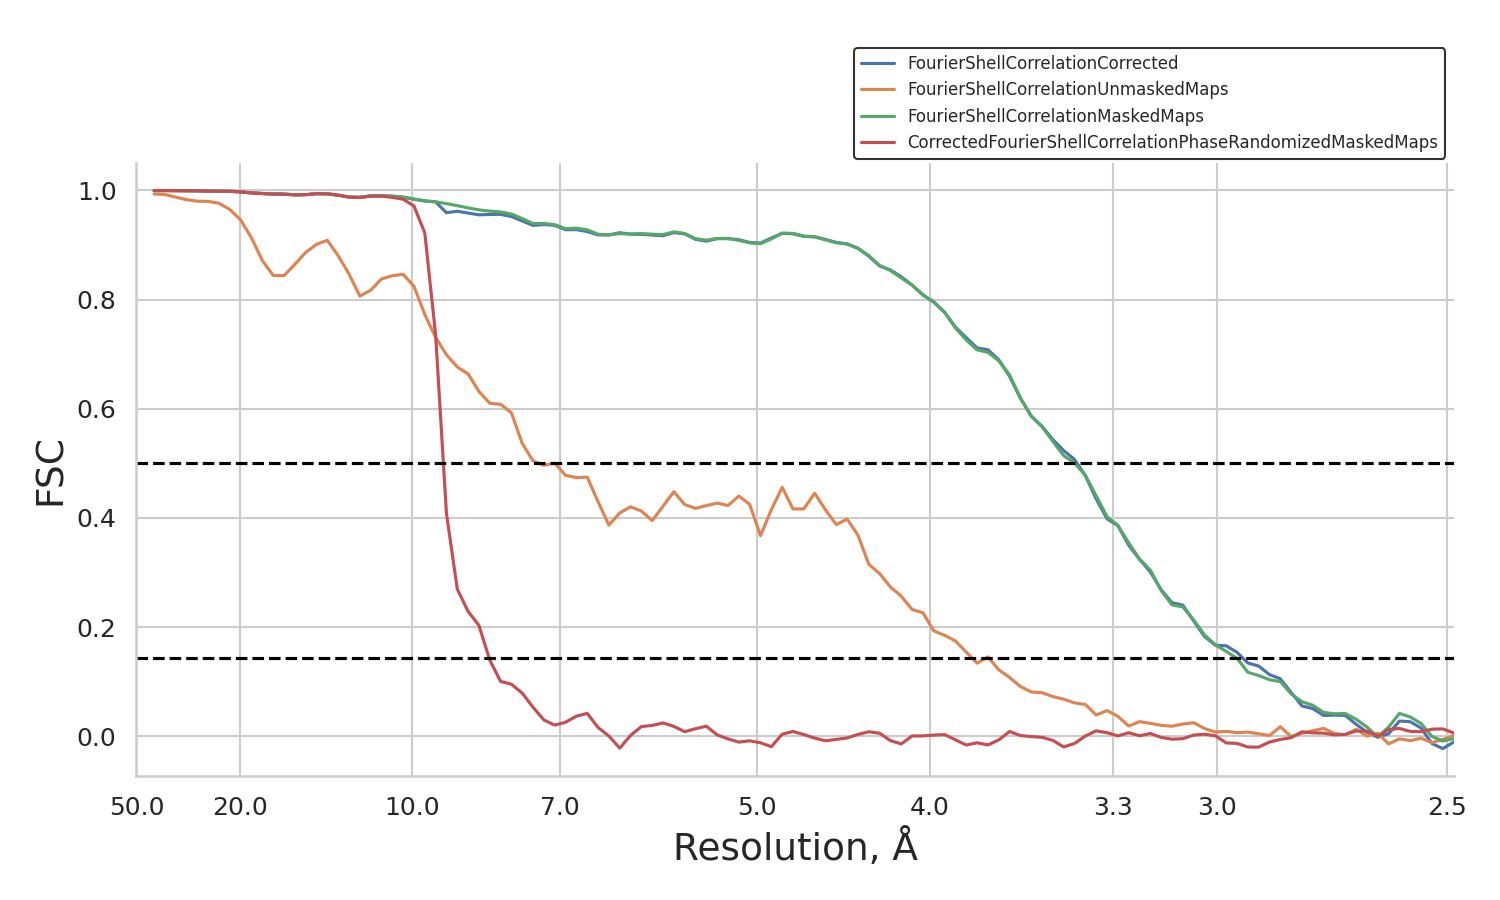 FourierShellCorrelationCorrected
FourierShellCorrelationUnmaskedMaps
FourierShellCorrelationMaskedMaps
CorrectedFourierShellCorrelationPhaseRandomizedMaskedMaps
1.0
0.8
0.6
0.4
0.2
0.0
FSC
50.0 20.0 10.0 7.0 5.0 4.0 3.3 3.0 2.5
Resolution, Å